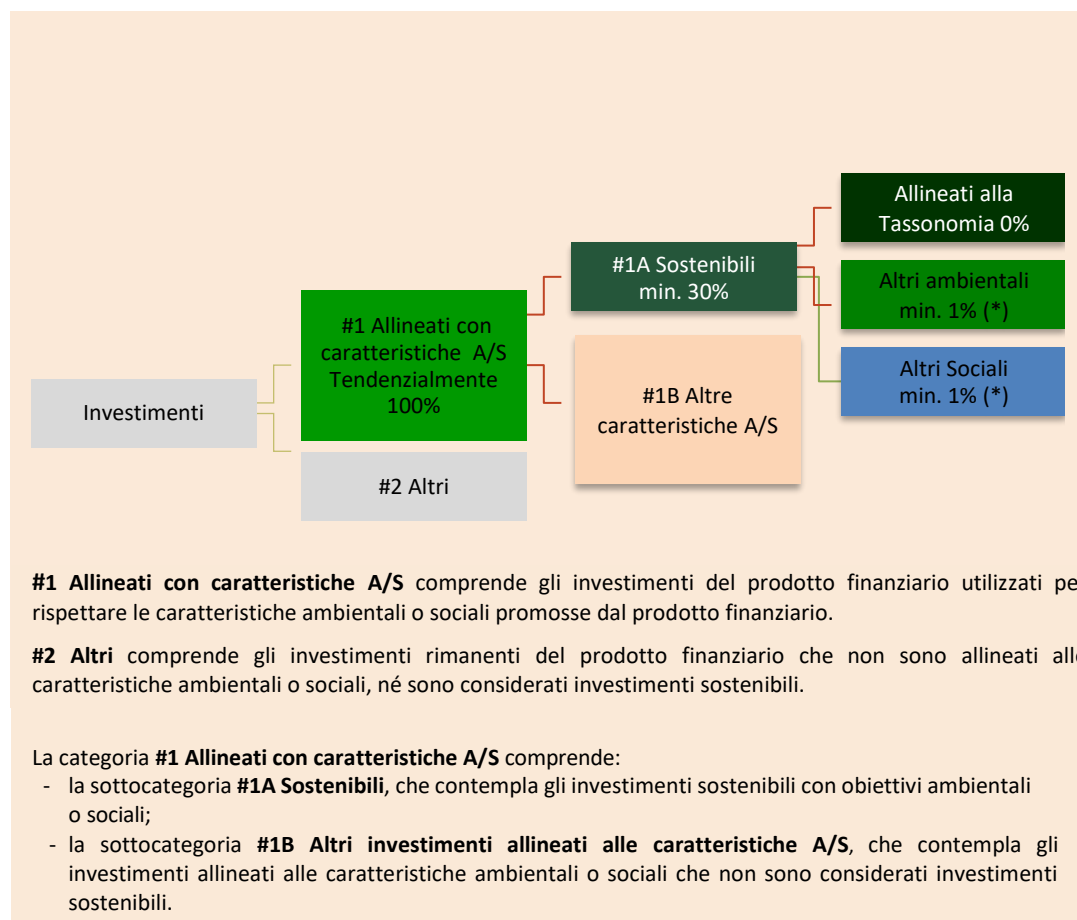 Allineati alla
Tassonomia 0%
#1A Sostenibili
min. 30%
Altri ambientali
min. 1% (*)
#1 Allineati con
caratteristiche A/S
Tendenzialmente
100%
Altri Sociali
min. 1% (*)
Investimenti
#1B Altre
caratteristiche A/S
#2 Altri
#1 Allineati con caratteristiche A/S comprende gli investimenti del prodotto finanziario utilizzati pe
rispettare le caratteristiche ambientali o sociali promosse dal prodotto finanziario.
#2 Altri comprende gli investimenti rimanenti del prodotto finanziario che non sono allineati all
caratteristiche ambientali o sociali, né sono considerati investimenti sostenibili.
La categoria #1 Allineati con caratteristiche A/S comprende:
- la sottocategoria #1A Sostenibili, che contempla gli investimenti sostenibili con obiettivi ambientali
o sociali;
- la sottocategoria #1B Altri investimenti allineati alle caratteristiche A/S, che contempla gli
investimenti allineati alle caratteristiche ambientali o sociali che non sono considerati investimenti
sostenibili.